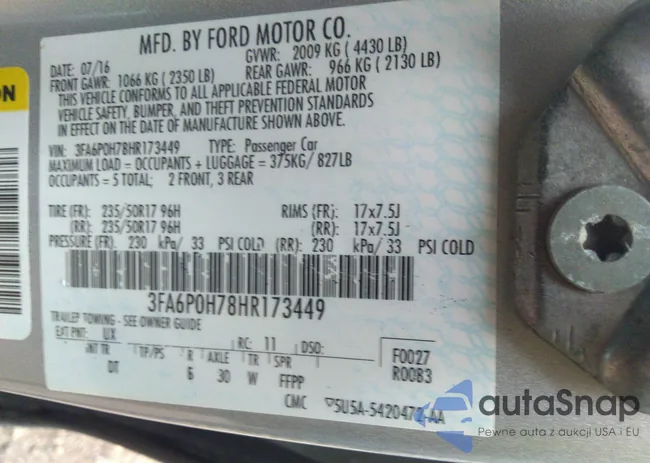 MFD. BY FORD MOTOR CO.
DATE: 07/16 GVWR: 2009 KG ( 4430 LB)
FRONT GAWR: 1066 KG ( 2350 LB) REAR GAWR: 966 KG ( 2130 LB)
THIS VEHICLE CONFORMS TO ALL APPLICABLE FEDERAL MOTOR
VEHICLE SAFETY, BUMPER, AND THEFT PREVENTION STANDARDS
IN EFFECT ON THE DATE OF MANUFACTURE SHOWN ABOVE.
VIN: 3FA6P0H78HR173449 TYPE: Passenger Car
MAXIMUM LOAD = OCCUPANTS + LUGGAGE = 375KG/ 827LB
OCCUPANTS = 5 TOTAL; 2 FRONT, 3 REAR
TIRE (FR): 235/50R17 96H RIMS (FR): 17x7.5J
(RR): 235/50R17 96H (RR): 17x7.5J
PRESSURE (FR): 230 kPa/ 33 PSI COLD (RR): 230 kPa/ 33 PSI COLD
3FA6P0H78HR173449
TRAILER TOWING - SEE OWNER GUIDE
EXT PNT: UX RC: 11 DSO: F0027
INT TR TP/PS R AXLE TR SPR R00B3
DT 6 30 W FFPP
CMC 5U5A-5420472-AA
ON
autaSnap
Pewne auta z aukcji USA i EU